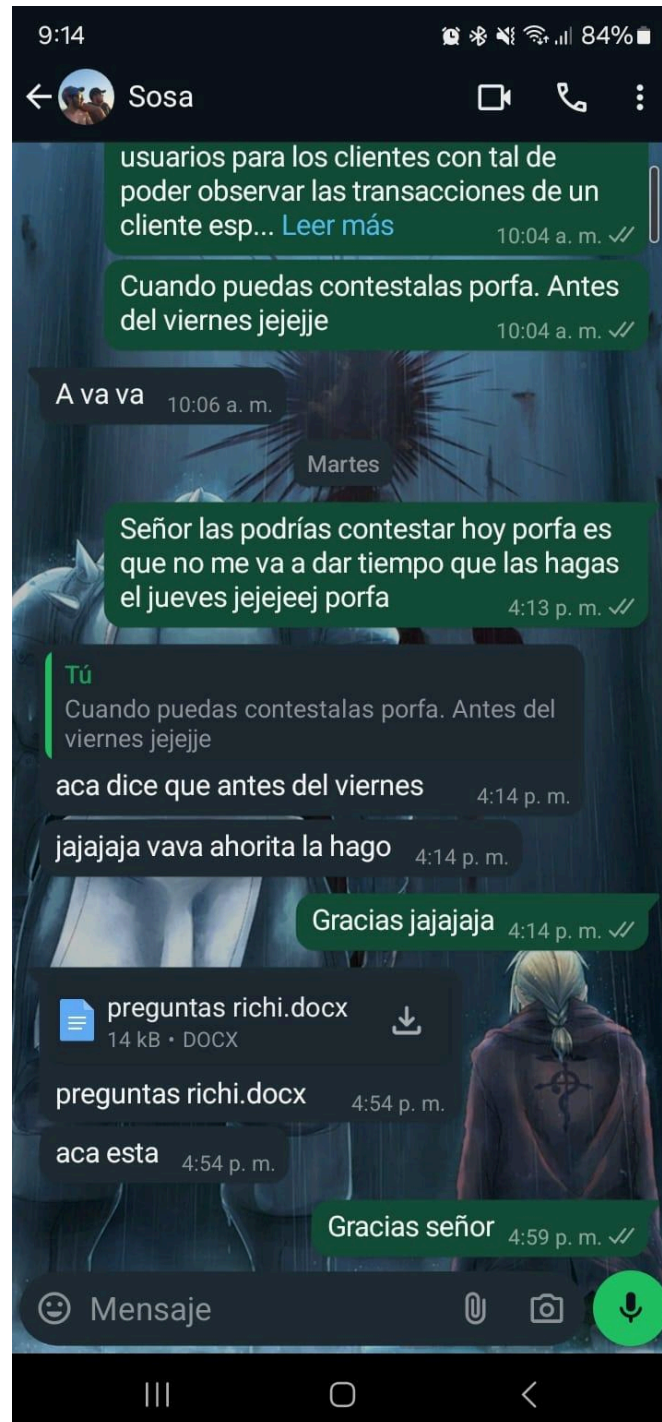 9:14
84%
Sosa
usuarios para los clientes con tal de
poder observar las transacciones de un
cliente esp... Leer más
10:04 a. m.
Cuando puedas contestalas porfa. Antes
del viernes jejejje
10:04 a. m.
A va va 10:06 a. m.
Martes
Señor las podrías contestar hoy porfa es
que no me va a dar tiempo que las hagas
el jueves jejejeej porfa
4:13 p. m.
Tú
Cuando puedas contestalas porfa. Antes del
viernes jejejje
aca dice que antes del viernes 4:14 p. m.
jajajaja vava ahorita la hago 4:14 p. m.
Gracias jajajaja 4:14 p. m.
preguntas richi.docx
14 kB • DOCX
preguntas richi.docx 4:54 p. m.
aca esta 4:54 p. m.
Gracias señor 4:59 p. m.
Mensaje